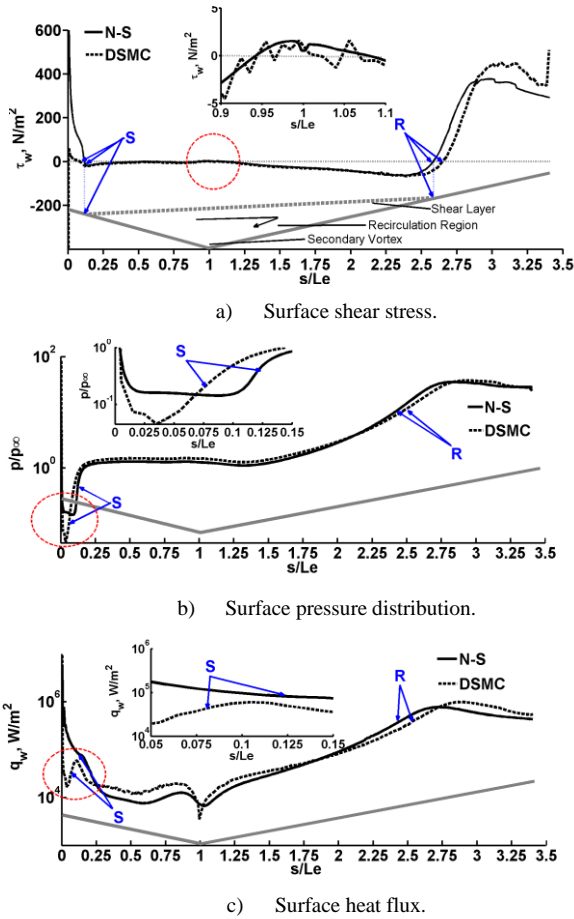 N-S
DSMC
τw, N/m²
600
400
200
0
-200
S
R
τw, N/m²
5
0
-5
0.9 0.95 1 1.05 1.1
s/Le
Shear Layer
Recirculation Region
Secondary Vortex
0 0.25 0.5 0.75 1 1.25 1.5 1.75 2 2.25 2.5 2.75 3 3.25 3.5
s/Le
a) Surface shear stress.
p/p∞
10²
10⁰
p/p∞
10⁰
10⁻¹
S
0 0.025 0.05 0.075 0.1 0.125 0.15
s/Le
N-S
DSMC
S
R
0 0.25 0.5 0.75 1 1.25 1.5 1.75 2 2.25 2.5 2.75 3 3.25 3.5
s/Le
b) Surface pressure distribution.
qw, W/m²
10⁶
10⁴
qw, W/m²
10⁶
10⁵
10⁴
S
0.05 0.075 0.1 0.125 0.15
s/Le
R
N-S
DSMC
S
0 0.25 0.5 0.75 1 1.25 1.5 1.75 2 2.25 2.5 2.75 3 3.25 3.5
s/Le
c) Surface heat flux.